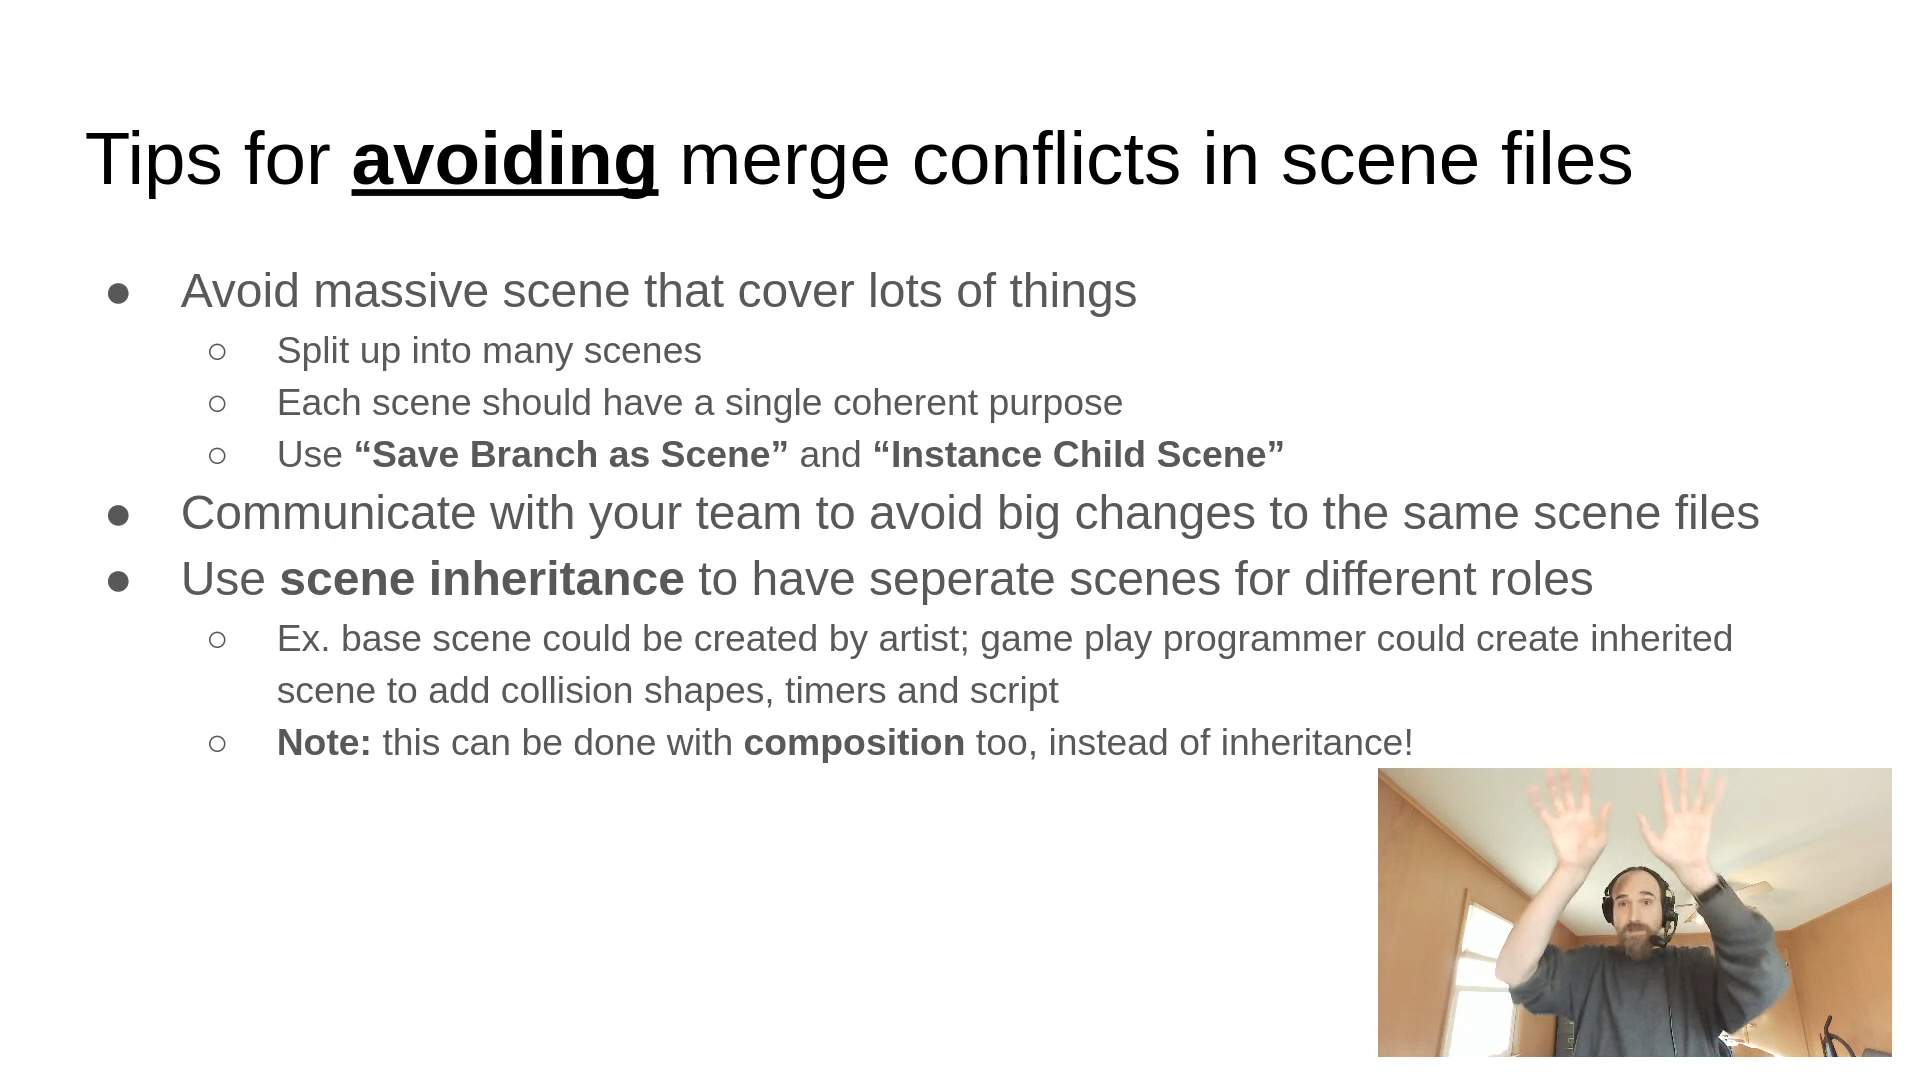 Tips for avoiding merge conflicts in scene files
● Avoid massive scene that cover lots of things
○ Split up into many scenes
○ Each scene should have a single coherent purpose
○ Use “Save Branch as Scene” and “Instance Child Scene”
● Communicate with your team to avoid big changes to the same scene files
● Use scene inheritance to have seperate scenes for different roles
○ Ex. base scene could be created by artist; game play programmer could create inherited
scene to add collision shapes, timers and script
○ Note: this can be done with composition too, instead of inheritance!